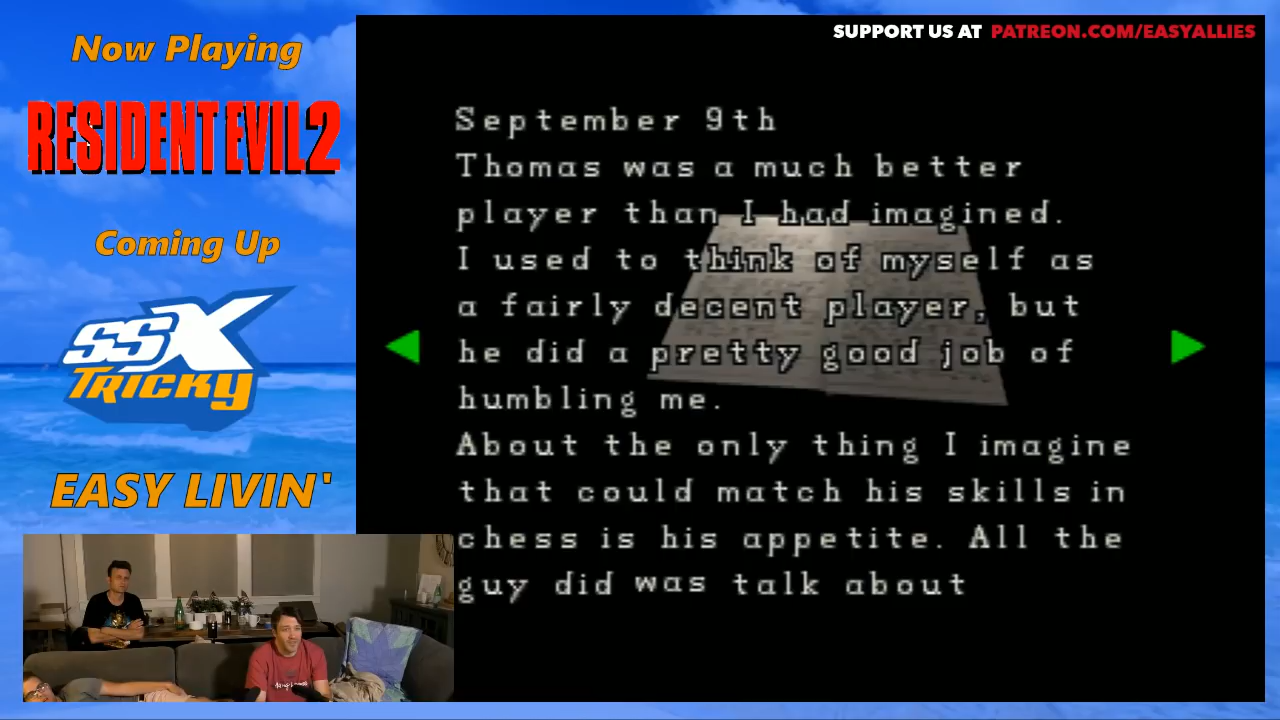 Now Playing
RESIDENT EVIL 2
Coming Up
SSX
TRICKY
EASY LIVIN'
SUPPORT US AT PATREON.COM/EASYALLIES
September 9th
Thomas was a much better
player than I had imagined.
I used to think of myself as
a fairly decent player, but
he did a pretty good job of
humbling me.
About the only thing I imagine
that could match his skills in
chess is his appetite. All the
guy did was talk about